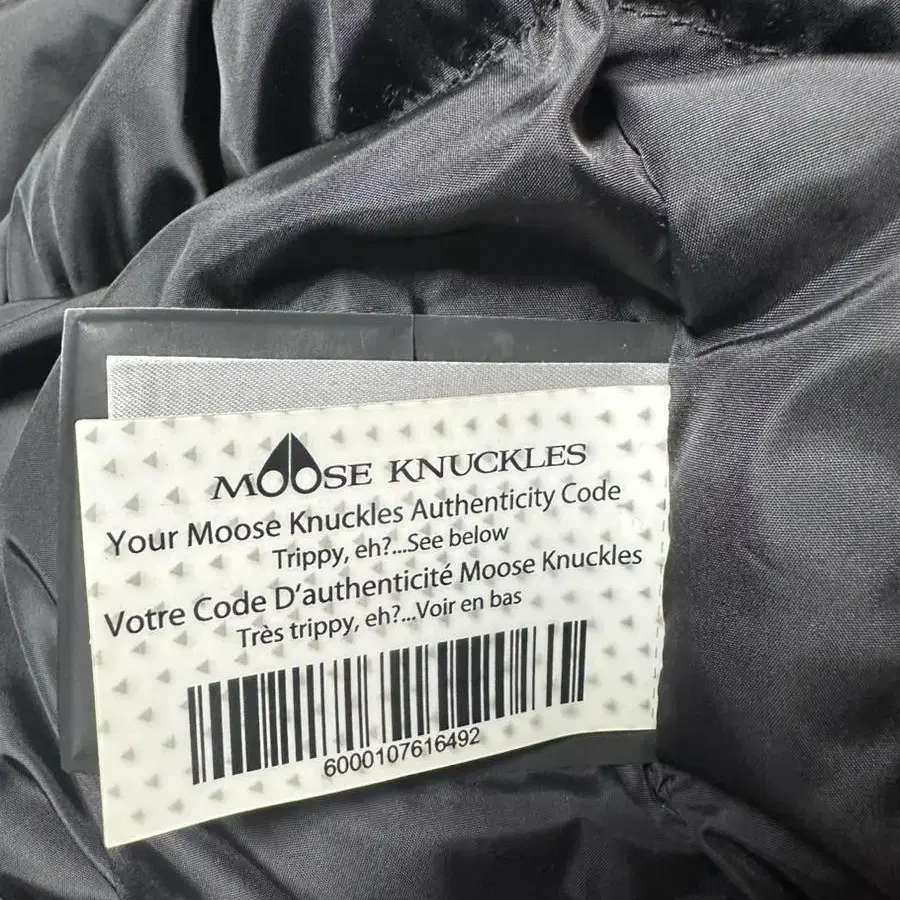 MOOSE KNUCKLES
Your Moose Knuckles Authenticity Code
Trippy, eh?...See below
Votre Code D'authenticité Moose Knuckles
Très trippy, eh?...Voir en bas
6000107616492